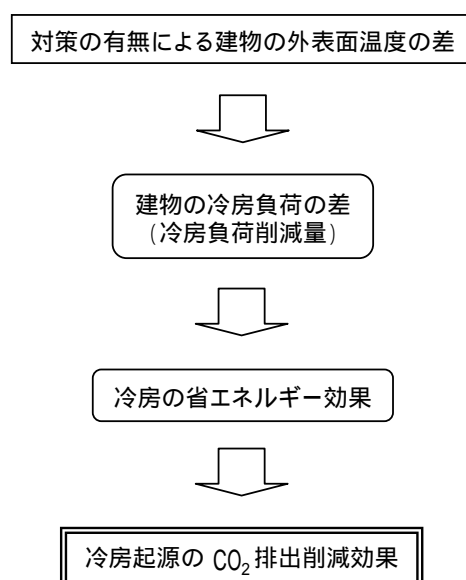 対策の有無による建物の外表面温度の差
建物の冷房負荷の差
(冷房負荷削減量)
冷房の省エネルギー効果
冷房起源の CO₂排出削減効果